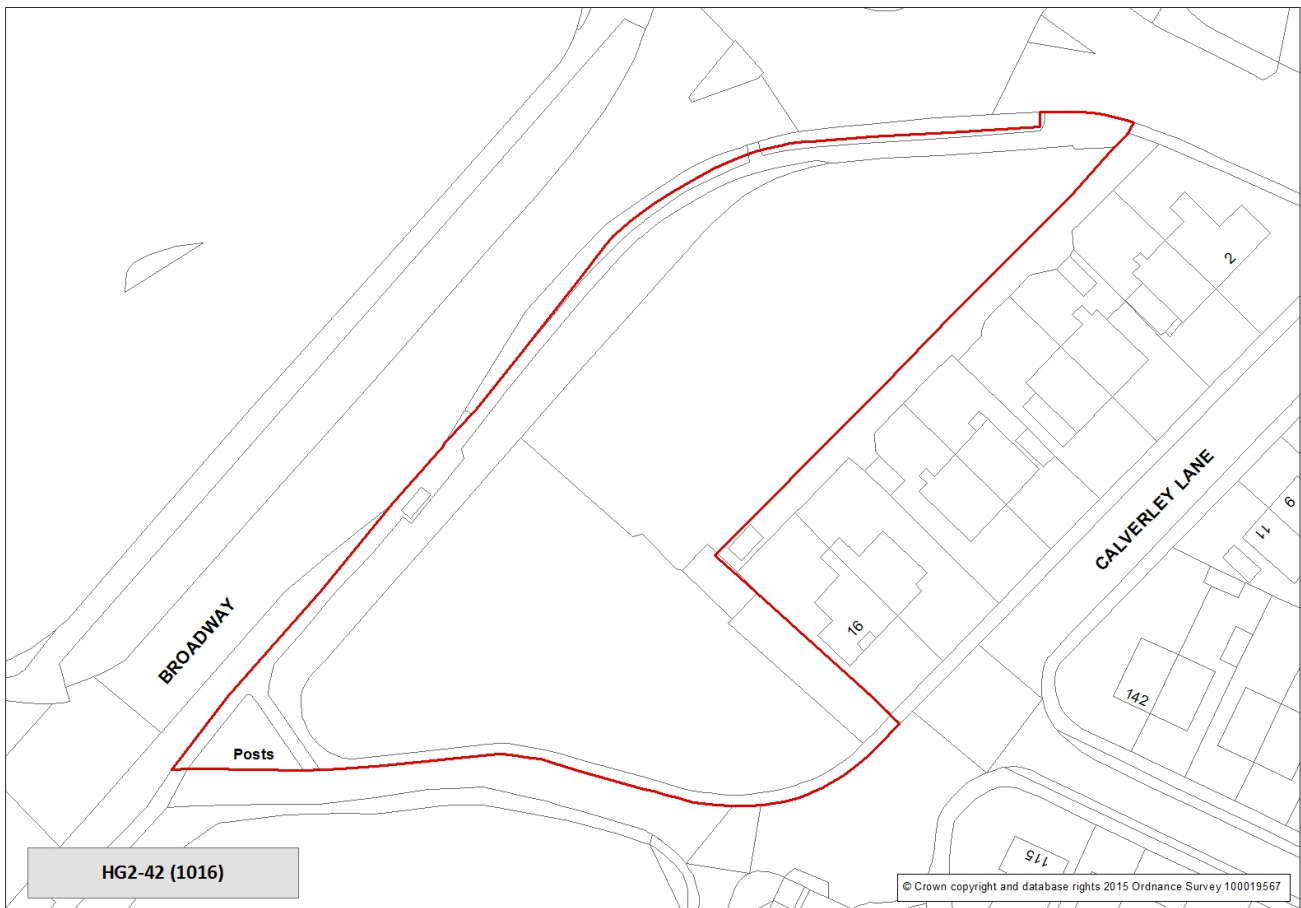 2
CALVERLEY LANE
9
11
16
142
BROADWAY
Posts
115
HG2-42 (1016)
© Crown copyright and database rights 2015 Ordnance Survey 100019567